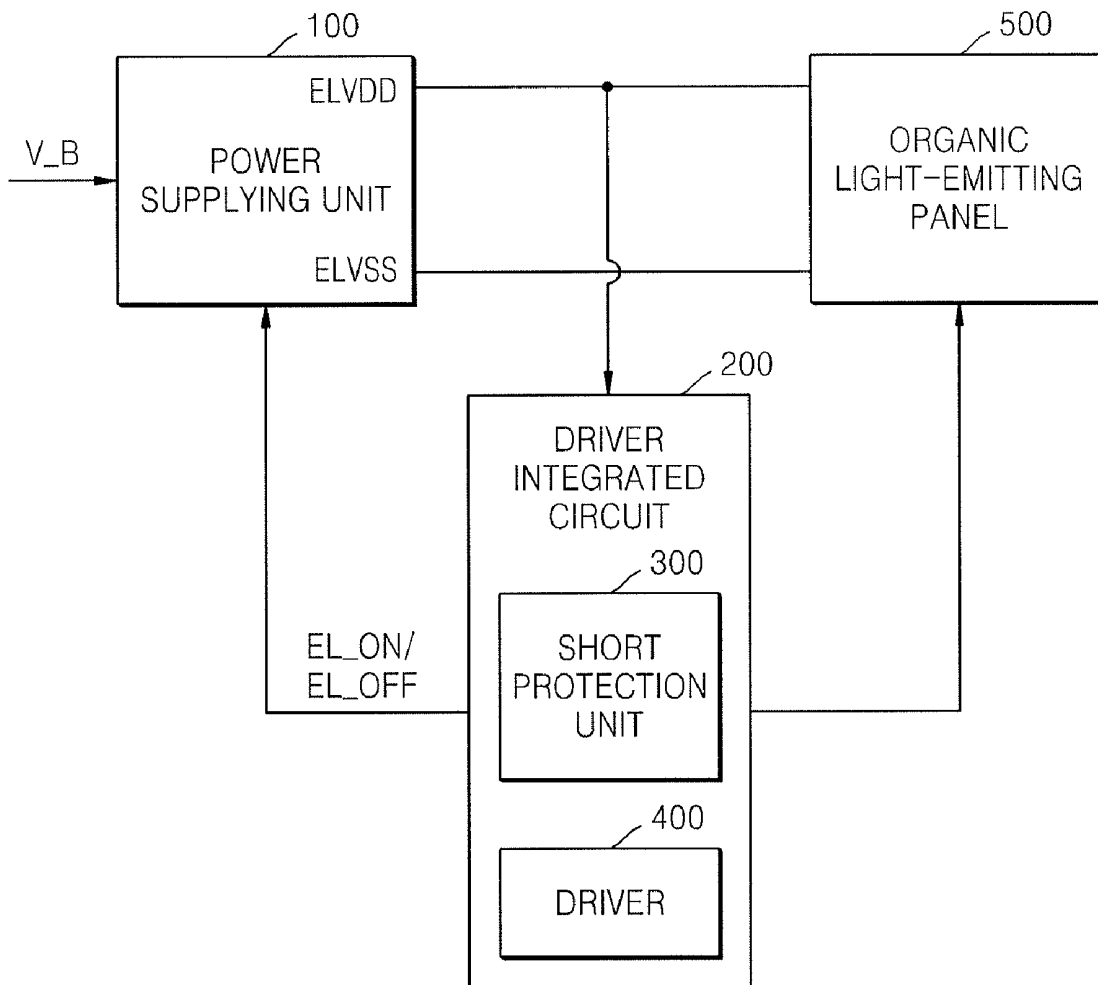 100
500
ELVDD
V_B
POWER
SUPPLYING UNIT
ELVSS
ORGANIC
LIGHT-EMITTING
PANEL
200
DRIVER
INTEGRATED
CIRCUIT
300
SHORT
PROTECTION
UNIT
EL_ON/
EL_OFF
400
DRIVER